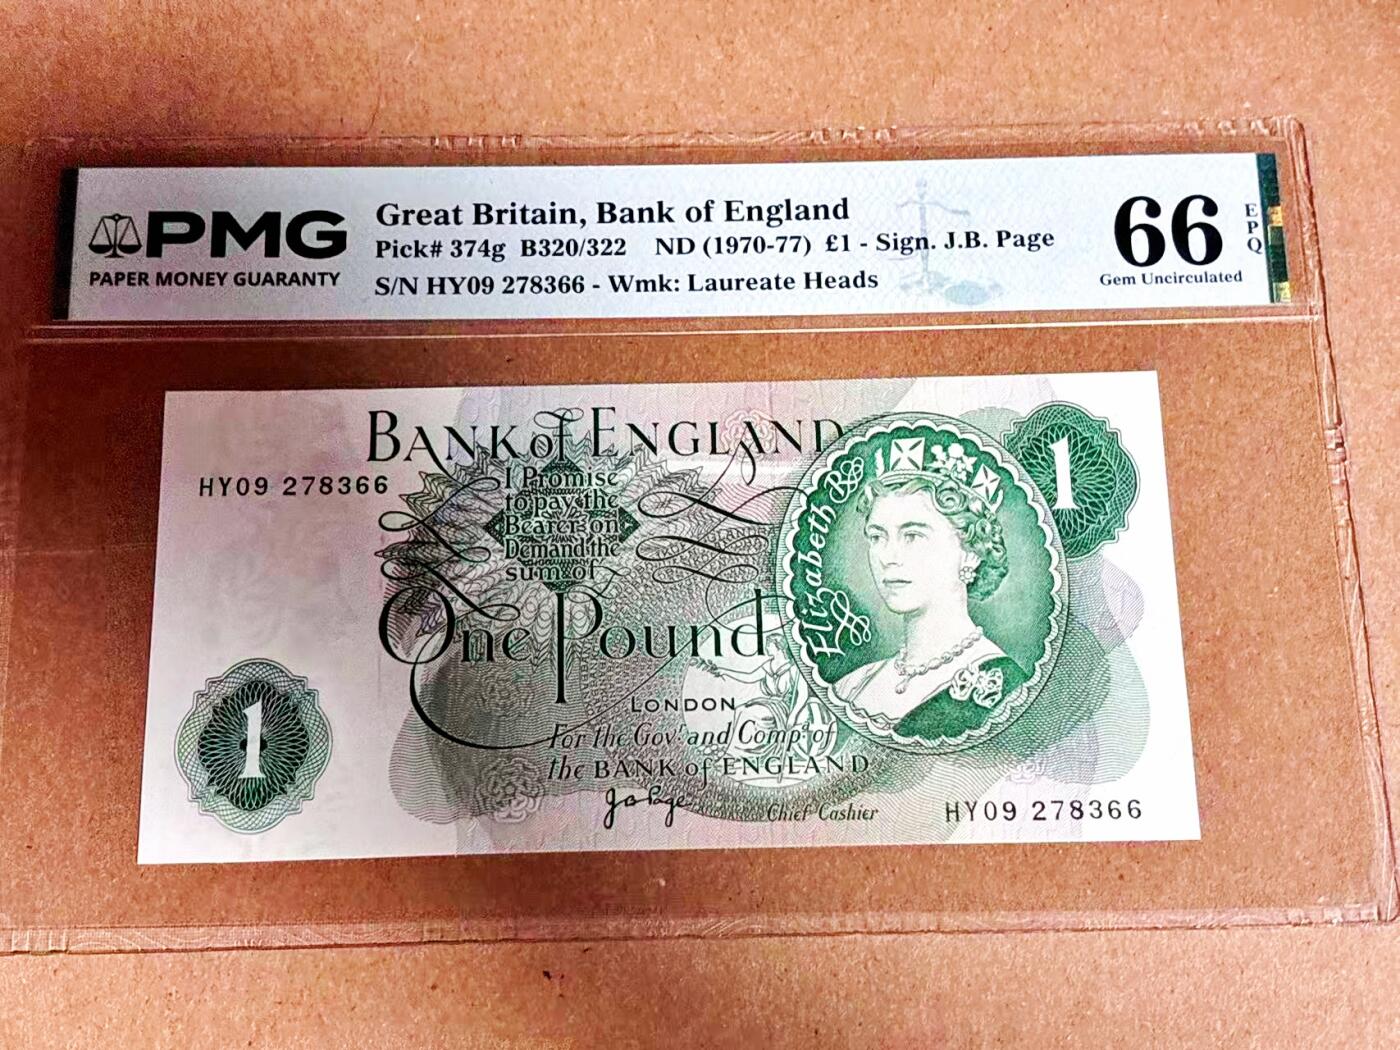 PMG
PAPER MONEY GUARANTY
Great Britain, Bank of England
Pick# 374g B320/322 ND (1970-77) £1 - Sign. J.B. Page
S/N HY09 278366 - Wmk: Laureate Heads
66
EPQ
Gem Uncirculated
BANK of ENGLAND
HY09 278366
I Promise
to pay the
Bearer on
Demand the
sum of
One Pound
LONDON
For the Govr. and Compa. of
the BANK of ENGLAND
Chief Cashier
HY09 278366
Elizabeth R
1
1